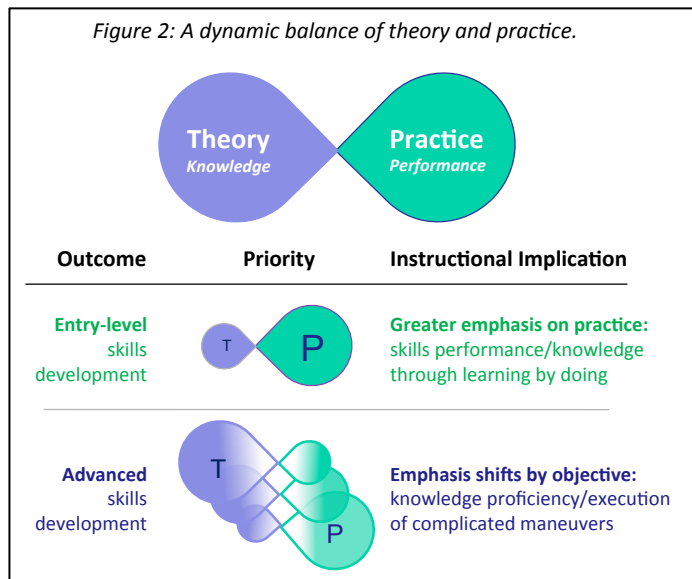 Figure 2: A dynamic balance of theory and practice.
Theory
Knowledge
Practice
Performance
Outcome
Priority
Instructional Implication
Entry-level
skills
development
T
P
Greater emphasis on practice:
skills performance/knowledge
through learning by doing
Advanced
skills
development
T
P
Emphasis shifts by objective:
knowledge proficiency/execution
of complicated maneuvers